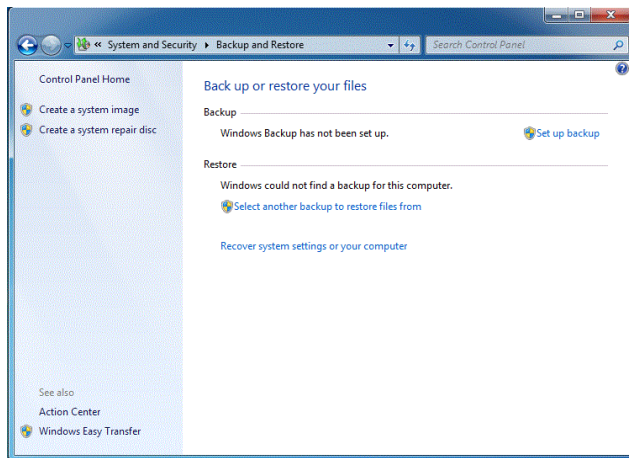 « System and Security ▸ Backup and Restore
Search Control Panel
Control Panel Home
Create a system image
Create a system repair disc
Back up or restore your files
Backup
Windows Backup has not been set up.
Set up backup
Restore
Windows could not find a backup for this computer.
Select another backup to restore files from
Recover system settings or your computer
See also
Action Center
Windows Easy Transfer